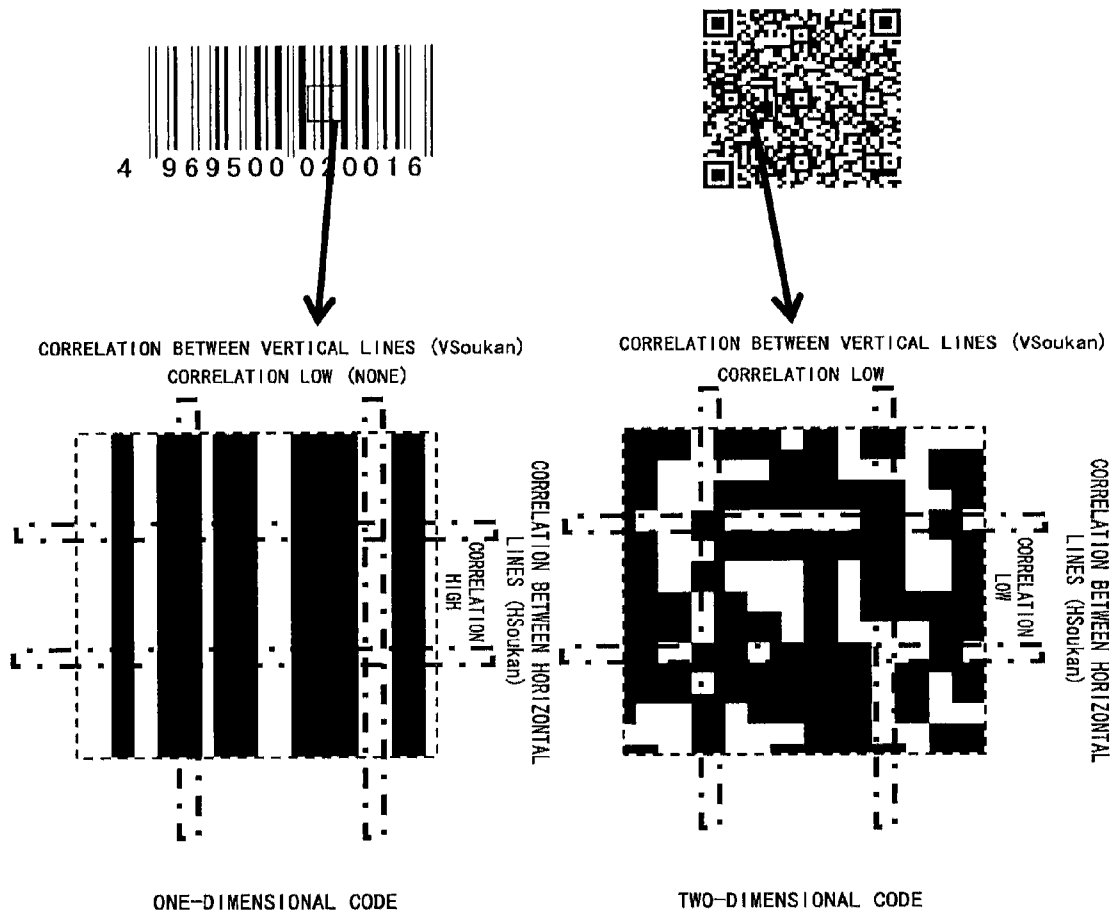 4 969500 020016
CORRELATION BETWEEN VERTICAL LINES (VSoukan)
CORRELATION LOW (NONE)
CORRELATION BETWEEN HORIZONTAL
LINES (HSoukan)
CORRELATION
HIGH
ONE-DIMENSIONAL CODE
CORRELATION BETWEEN VERTICAL LINES (VSoukan)
CORRELATION LOW
CORRELATION BETWEEN HORIZONTAL
LINES (HSoukan)
CORRELATION
LOW
TWO-DIMENSIONAL CODE